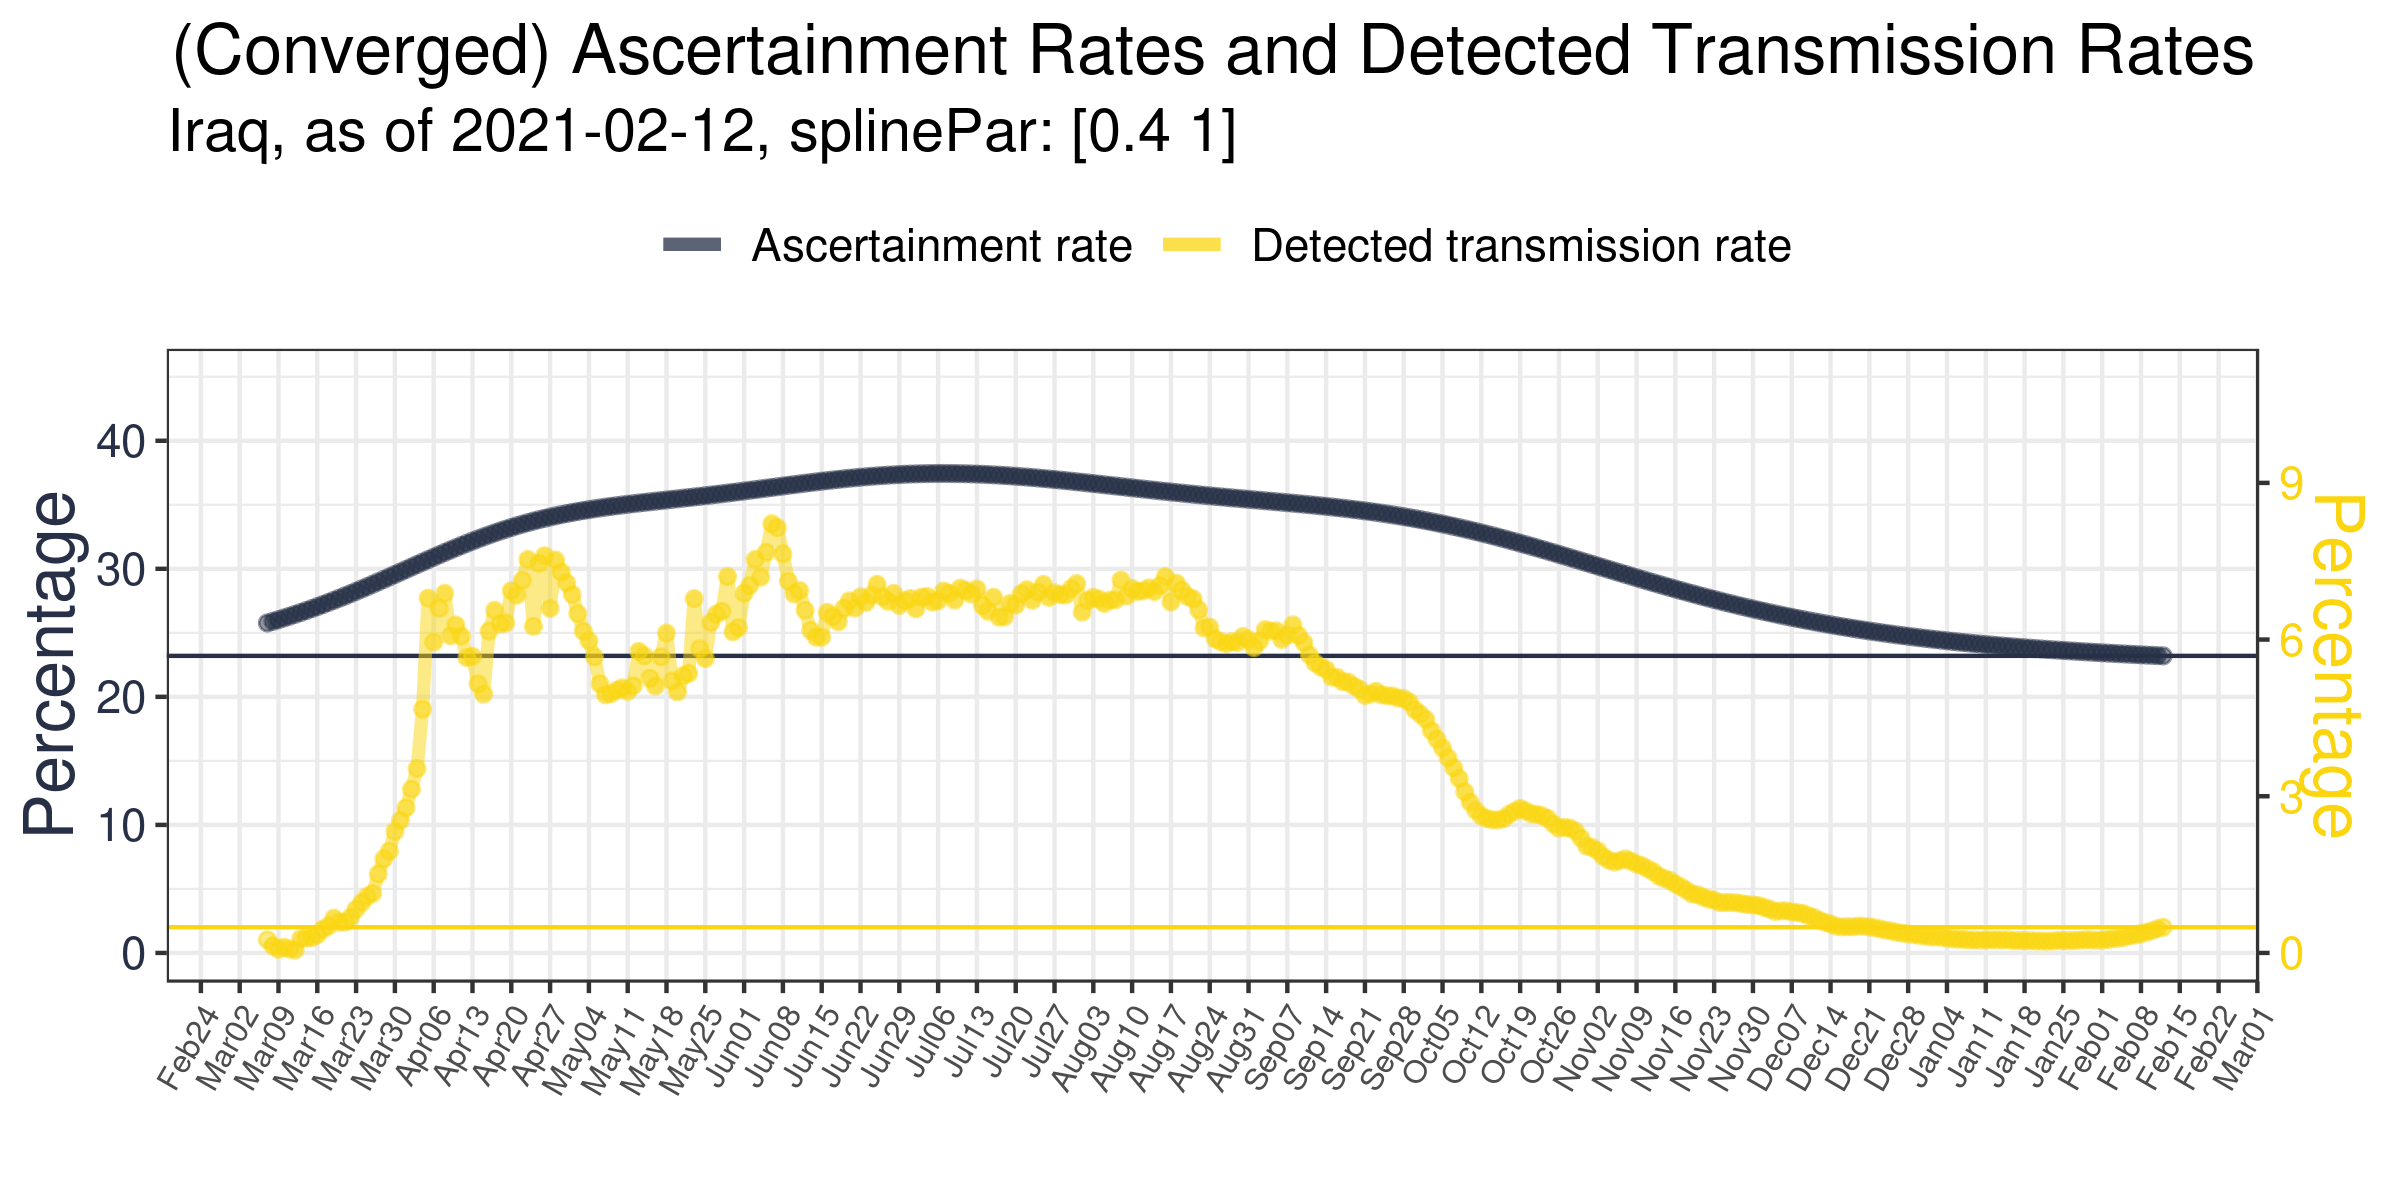 (Converged) Ascertainment Rates and Detected Transmission Rates
Iraq, as of 2021-02-12, splinePar: [0.4 1]
Ascertainment rate
Detected transmission rate
Percentage
40
30
20
10
0
9
6
3
0
Percentage
Feb24
Mar02
Mar09
Mar16
Mar23
Mar30
Apr06
Apr13
Apr20
Apr27
May04
May11
May18
May25
Jun01
Jun08
Jun15
Jun22
Jun29
Jul06
Jul13
Jul20
Jul27
Aug03
Aug10
Aug17
Aug24
Aug31
Sep07
Sep14
Sep21
Sep28
Oct05
Oct12
Oct19
Oct26
Nov02
Nov09
Nov16
Nov23
Nov30
Dec07
Dec14
Dec21
Dec28
Jan04
Jan11
Jan18
Jan25
Feb01
Feb08
Feb15
Feb22
Mar01